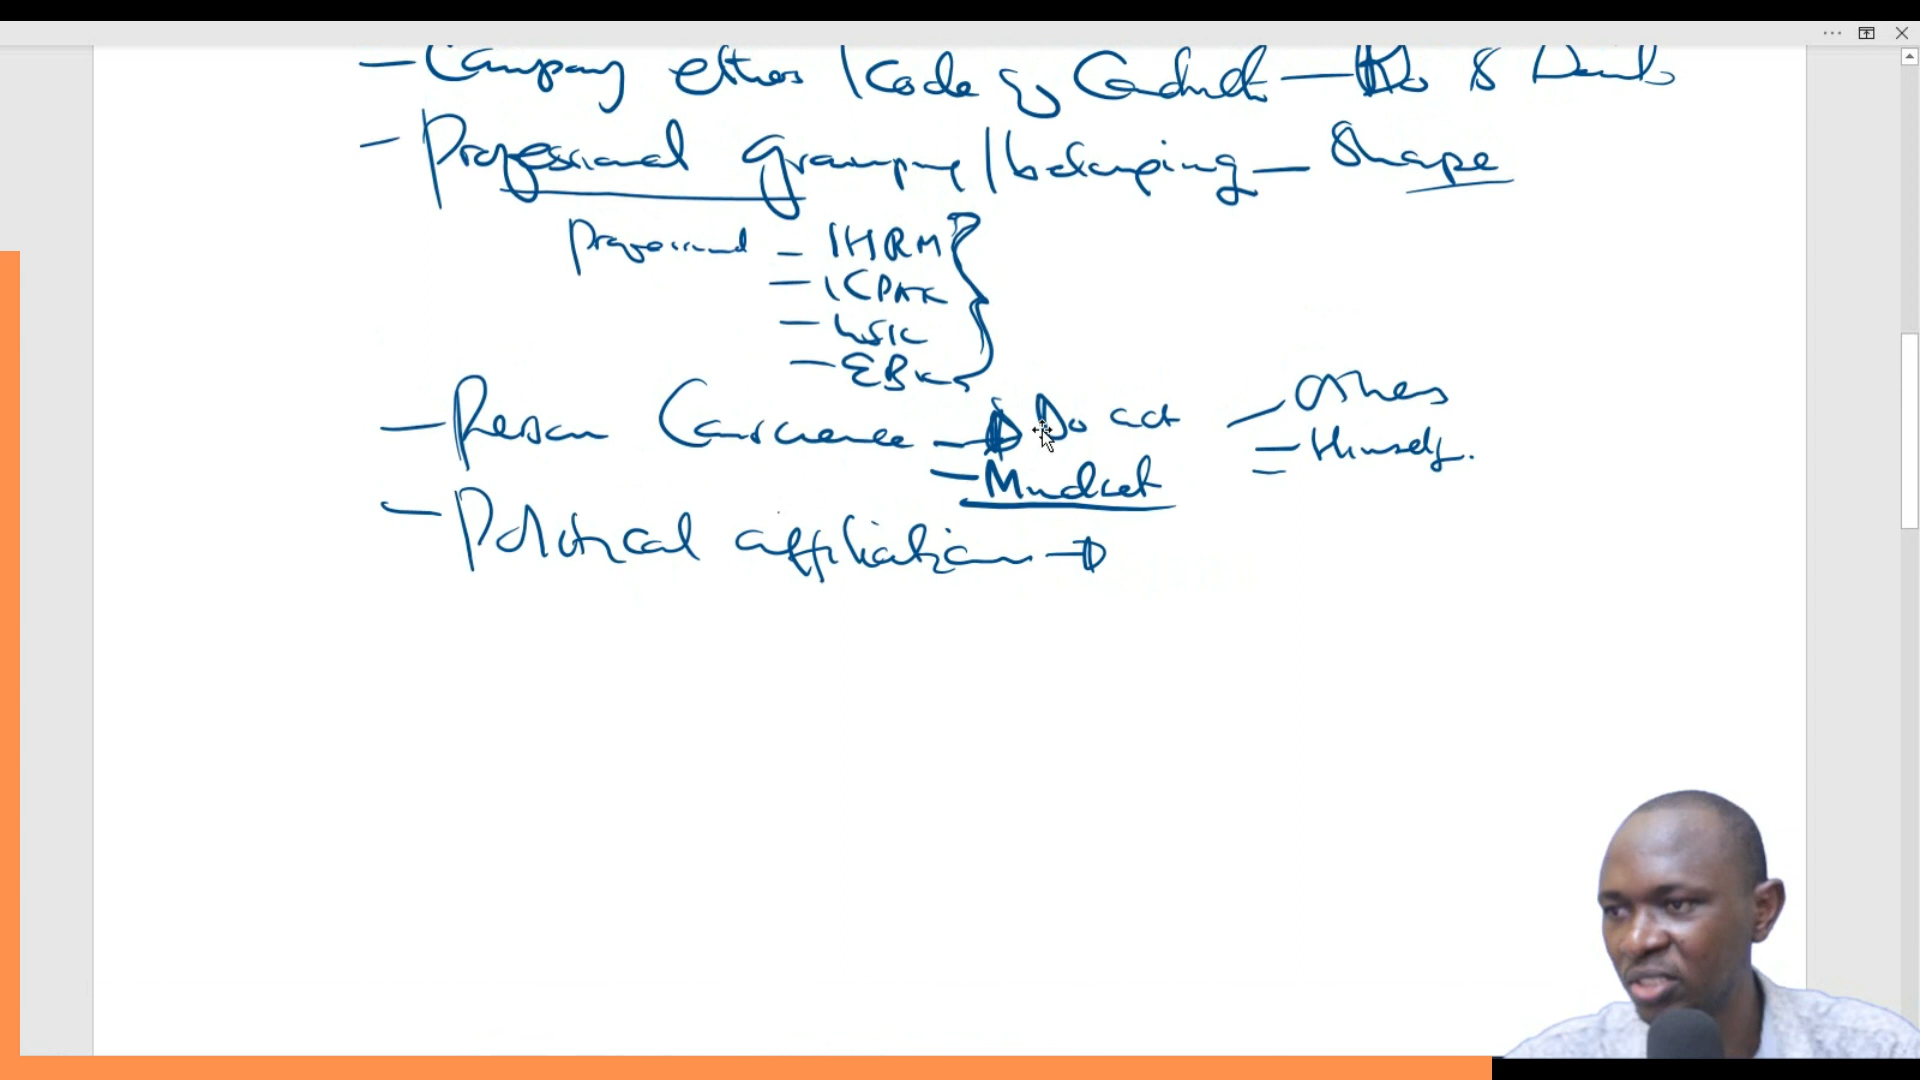 — Company ethos / Code of Conduct — Do & Don'ts
- Professional grouping / belonging — Shape
Professional - IHRM
- ICPAK
- LSK
- EBK
- Person Conscience - Do act - Others
- Mindset = Himself.
- Political affiliation →